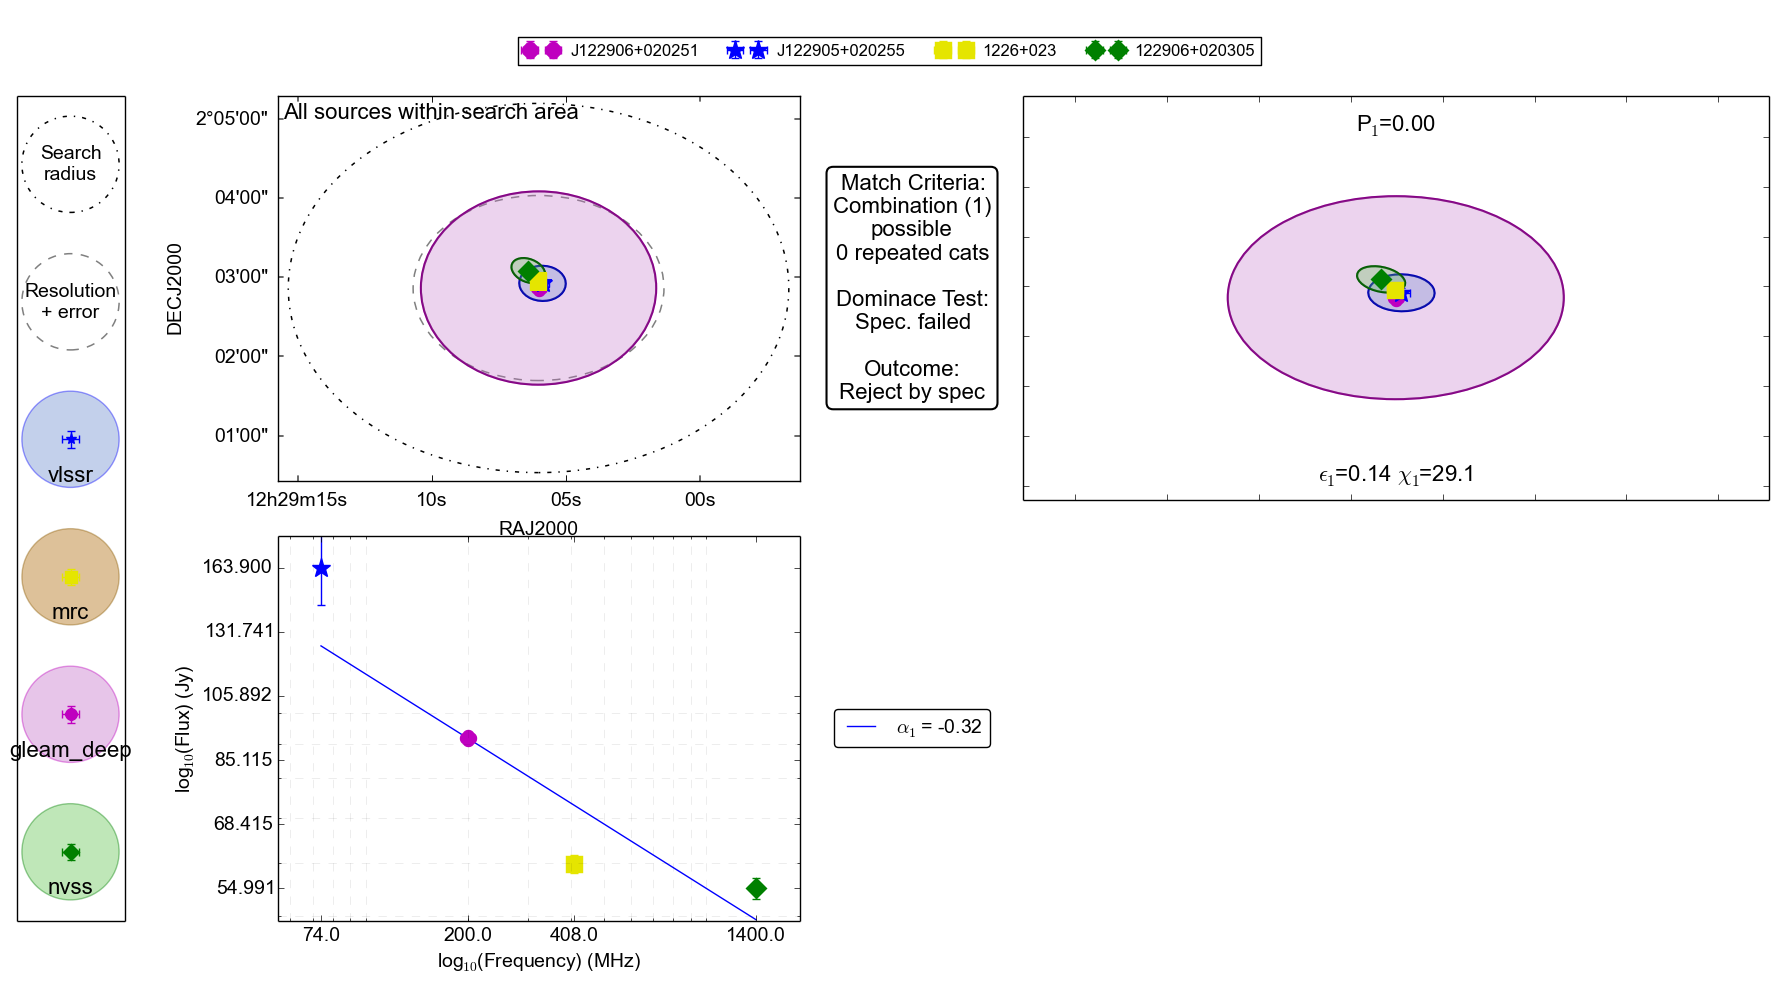 J122906+020251 J122905+020255 1226+023 122906+020305
Search
radius
Resolution
+ error
vlssr
mrc
gleam_deep
nvss
All sources within search area
2°05'00"
04'00"
03'00"
02'00"
01'00"
DECJ2000
12h29m15s 10s 05s 00s
RAJ2000
Match Criteria:
Combination (1)
possible
0 repeated cats
Dominace Test:
Spec. failed
Outcome:
Reject by spec
P₁=0.00
ϵ₁=0.14 χ₁=29.1
163.900
131.741
105.892
85.115
68.415
54.991
log₁₀(Flux) (Jy)
74.0 200.0 408.0 1400.0
log₁₀(Frequency) (MHz)
α₁ = -0.32